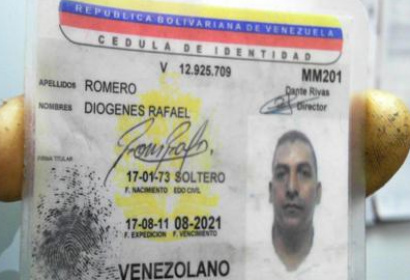 REPUBLICA BOLIVARIANA DE VENEZUELA
CEDULA DE IDENTIDAD
V 12.925.709 MM201
APELLIDOS ROMERO Dante Rivas
Director
NOMBRES DIOGENES RAFAEL
FIRMA TITULAR
17-01-73 SOLTERO
F. NACIMIENTO EDO CIVIL
17-08-11 08-2021
F. EXPEDICION F. VENCIMIENTO
VENEZOLANO